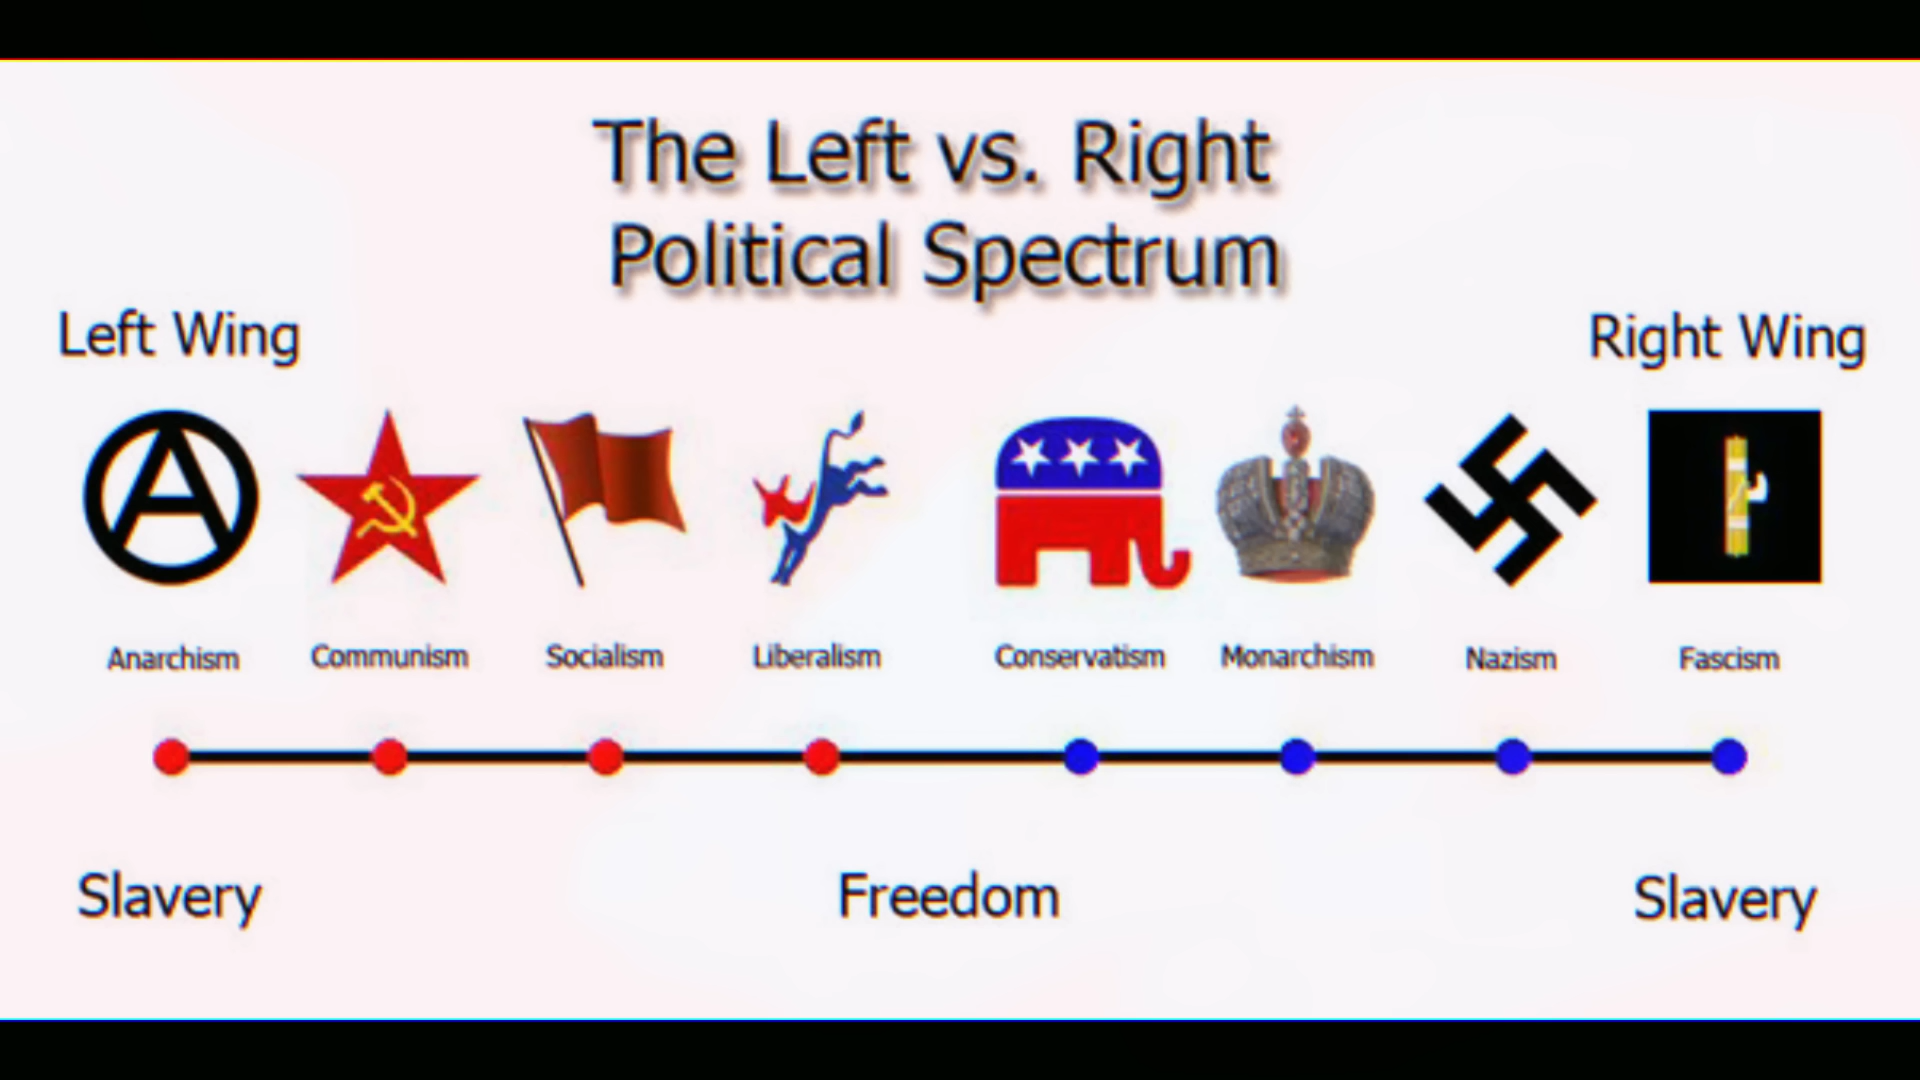 The Left vs. Right
Political Spectrum
Left Wing
Right Wing
Anarchism
Communism
Socialism
Liberalism
Conservatism
Monarchism
Nazism
Fascism
Slavery
Freedom
Slavery